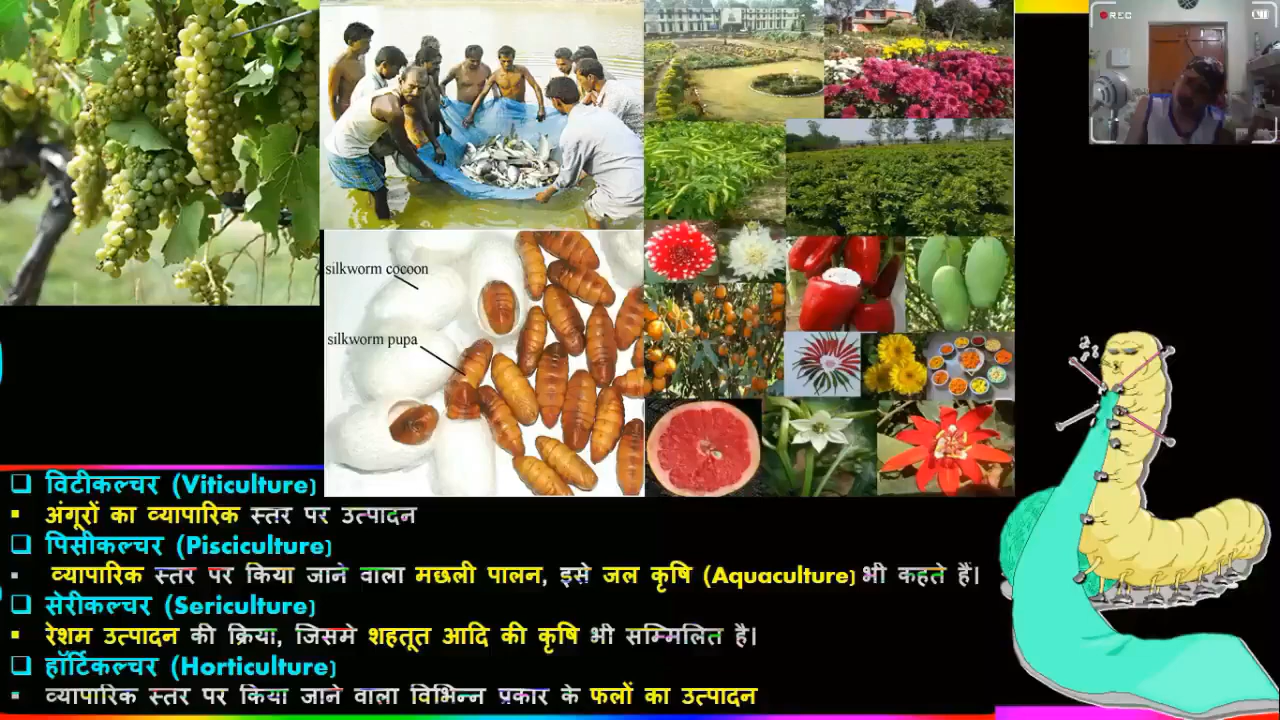 REC
silkworm cocoon
silkworm pupa
❑ विटीकल्चर (Viticulture)
▪ अंगूरों का व्यापारिक स्तर पर उत्पादन
❑ पिसीकल्चर (Pisciculture)
▪ व्यापारिक स्तर पर किया जाने वाला मछली पालन, इसे जल कृषि (Aquaculture) भी कहते हैं।
❑ सेरीकल्चर (Sericulture)
▪ रेशम उत्पादन की क्रिया, जिसमे शहतूत आदि की कृषि भी सम्मिलित है।
❑ हॉर्टिकल्चर (Horticulture)
▪ व्यापारिक स्तर पर किया जाने वाला विभिन्न प्रकार के फलों का उत्पादन